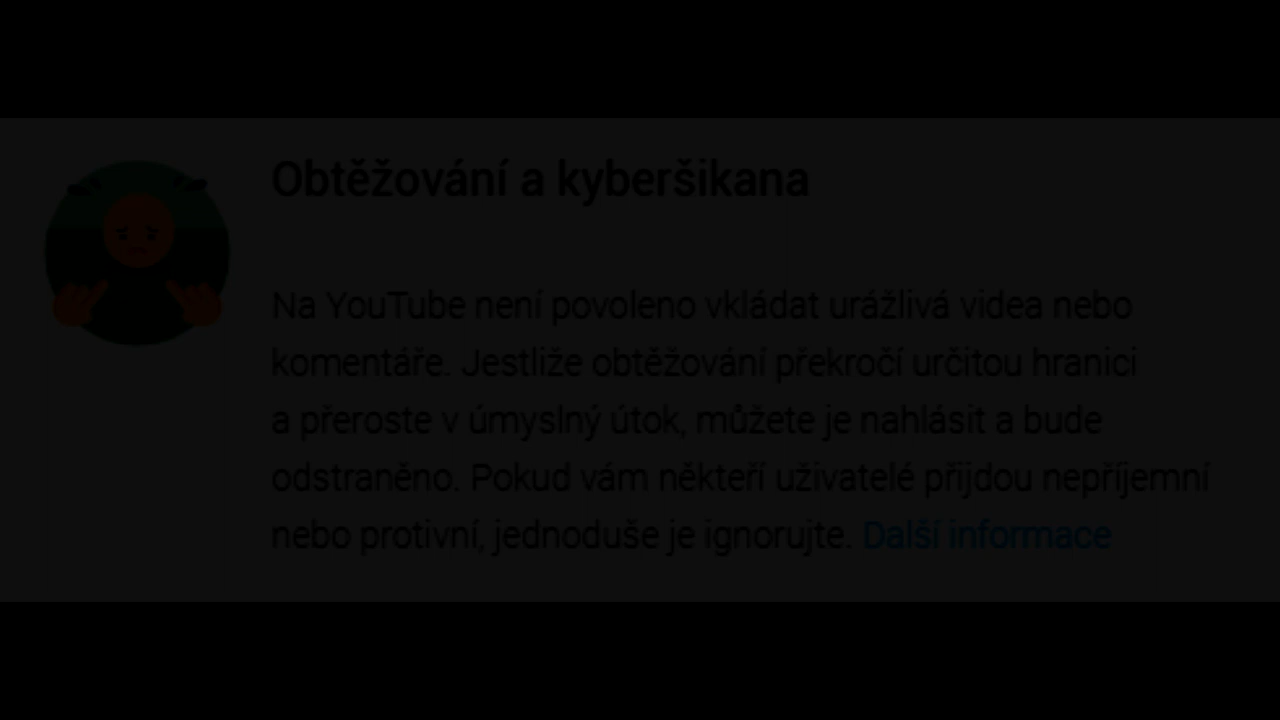 Obtěžování a kyberšikana
Na YouTube není povoleno vkládat urážlivá videa nebo
komentáře. Jestliže obtěžování překročí určitou hranici
a přeroste v úmyslný útok, můžete je nahlásit a bude
odstraněno. Pokud vám někteří uživatelé přijdou nepříjemní
nebo protivní, jednoduše je ignorujte. Další informace